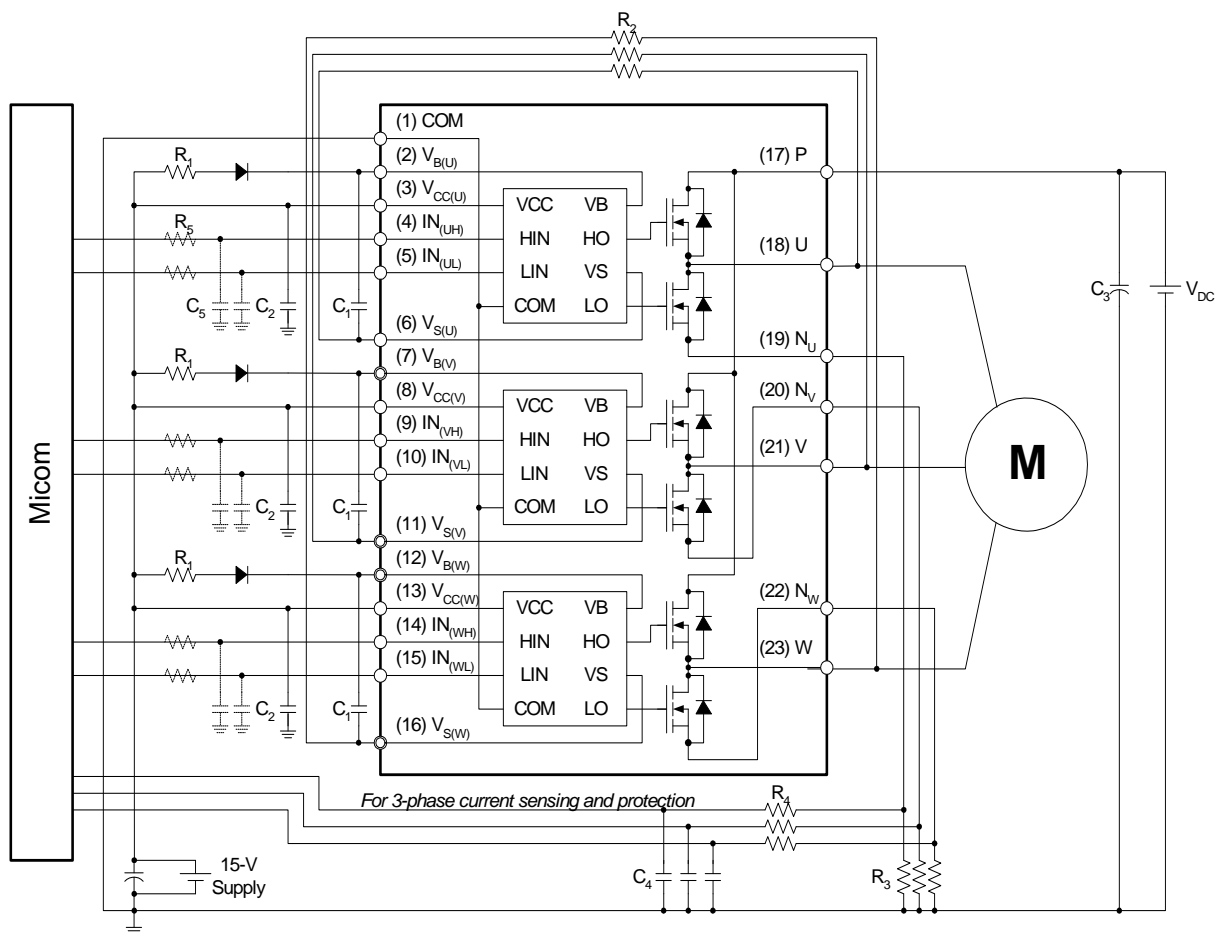 R2
(1) COM
(2) VB(U)
(3) VCC(U)
(4) IN(UH)
(5) IN(UL)
(6) VS(U)
(7) VB(V)
(8) VCC(V)
(9) IN(VH)
(10) IN(VL)
(11) VS(V)
(12) VB(W)
(13) VCC(W)
(14) IN(WH)
(15) IN(WL)
(16) VS(W)
(17) P
(18) U
(19) NU
(20) NV
(21) V
(22) NW
(23) W
VCC VB
HIN HO
LIN VS
COM LO
VCC VB
HIN HO
LIN VS
COM LO
VCC VB
HIN HO
LIN VS
COM LO
R1
R5
C5 C2 C1
R1
C2 C1
R1
C2 C1
Micom
C3
VDC
M
For 3-phase current sensing and protection
R4
15-V
Supply
C4
R3